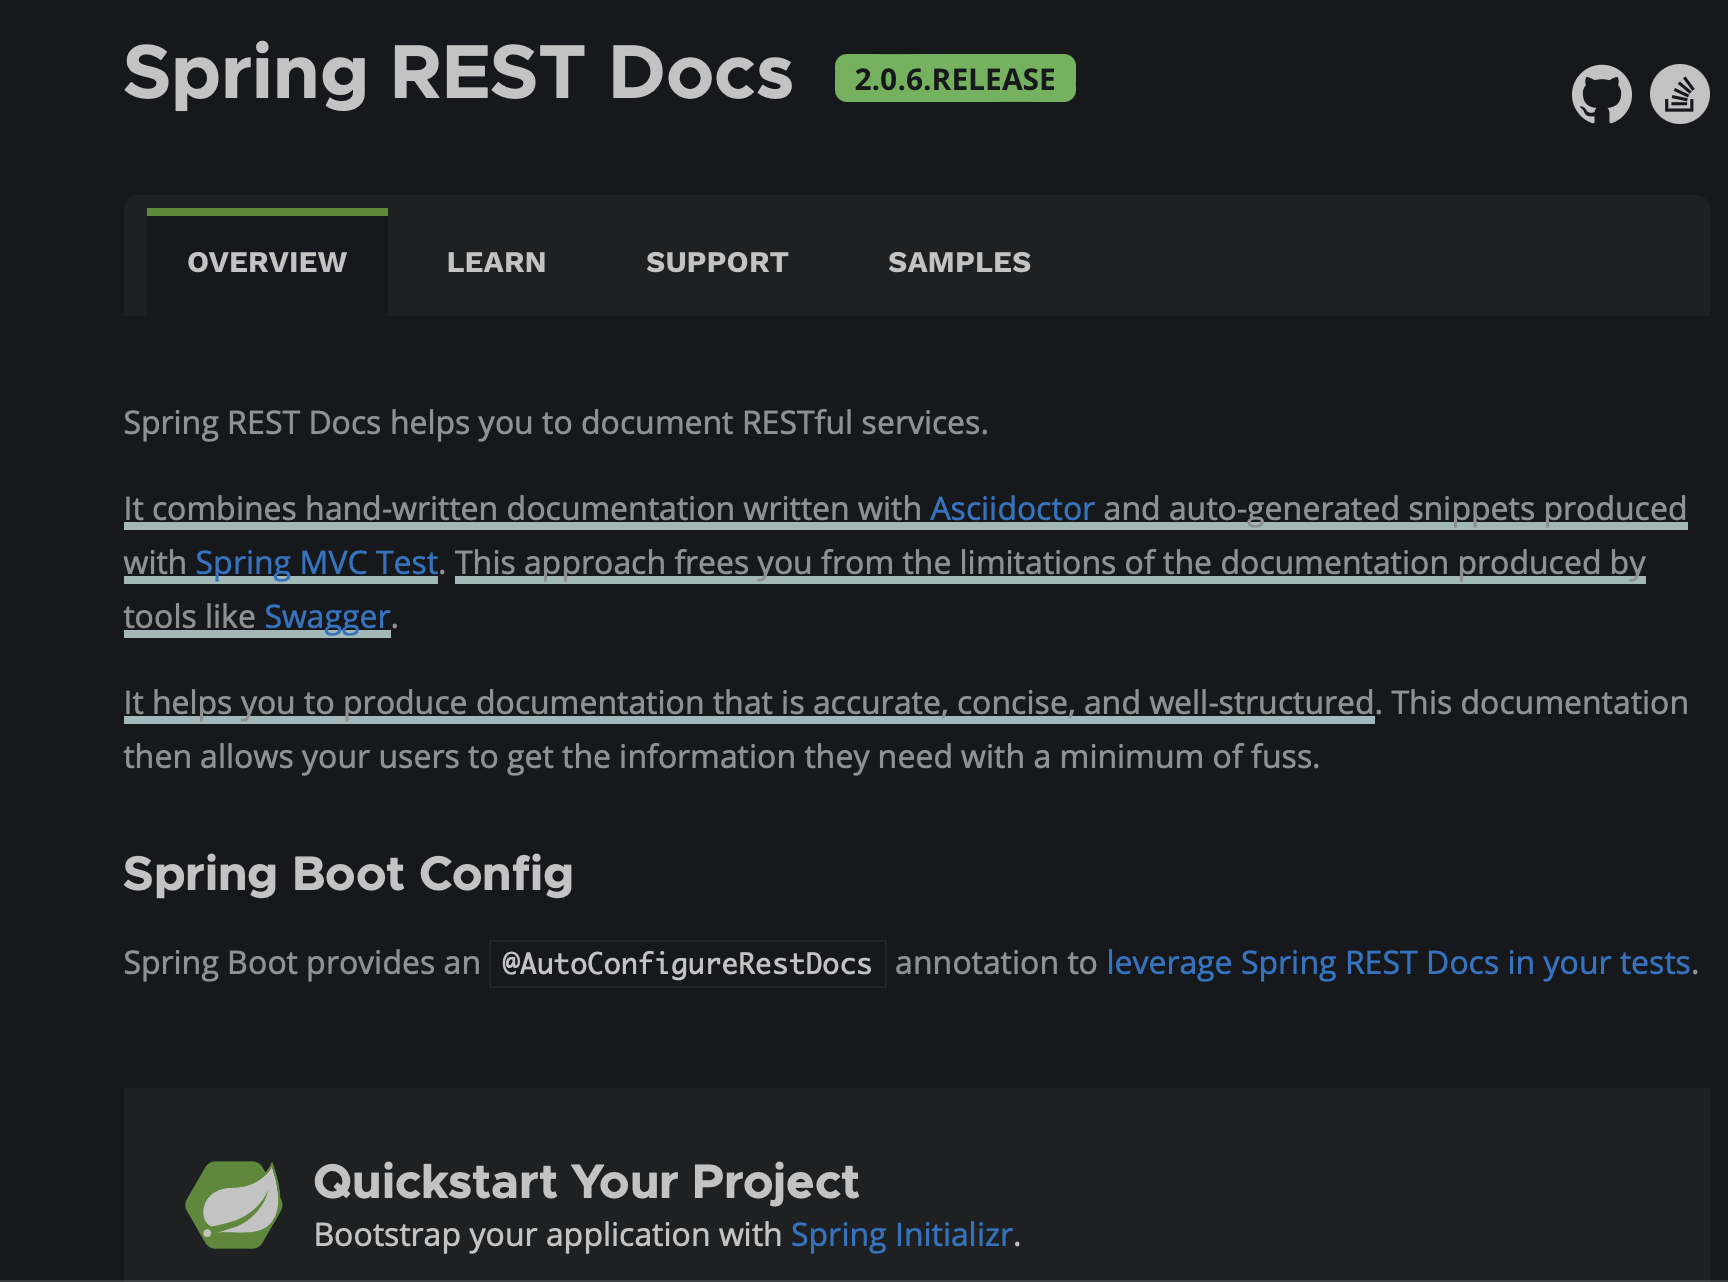 Spring REST Docs 2.0.6.RELEASE
OVERVIEW LEARN SUPPORT SAMPLES
Spring REST Docs helps you to document RESTful services.
It combines hand-written documentation written with Asciidoctor and auto-generated snippets produced
with Spring MVC Test. This approach frees you from the limitations of the documentation produced by
tools like Swagger.
It helps you to produce documentation that is accurate, concise, and well-structured. This documentation
then allows your users to get the information they need with a minimum of fuss.
Spring Boot Config
Spring Boot provides an @AutoConfigureRestDocs annotation to leverage Spring REST Docs in your tests.
Quickstart Your Project
Bootstrap your application with Spring Initializr.